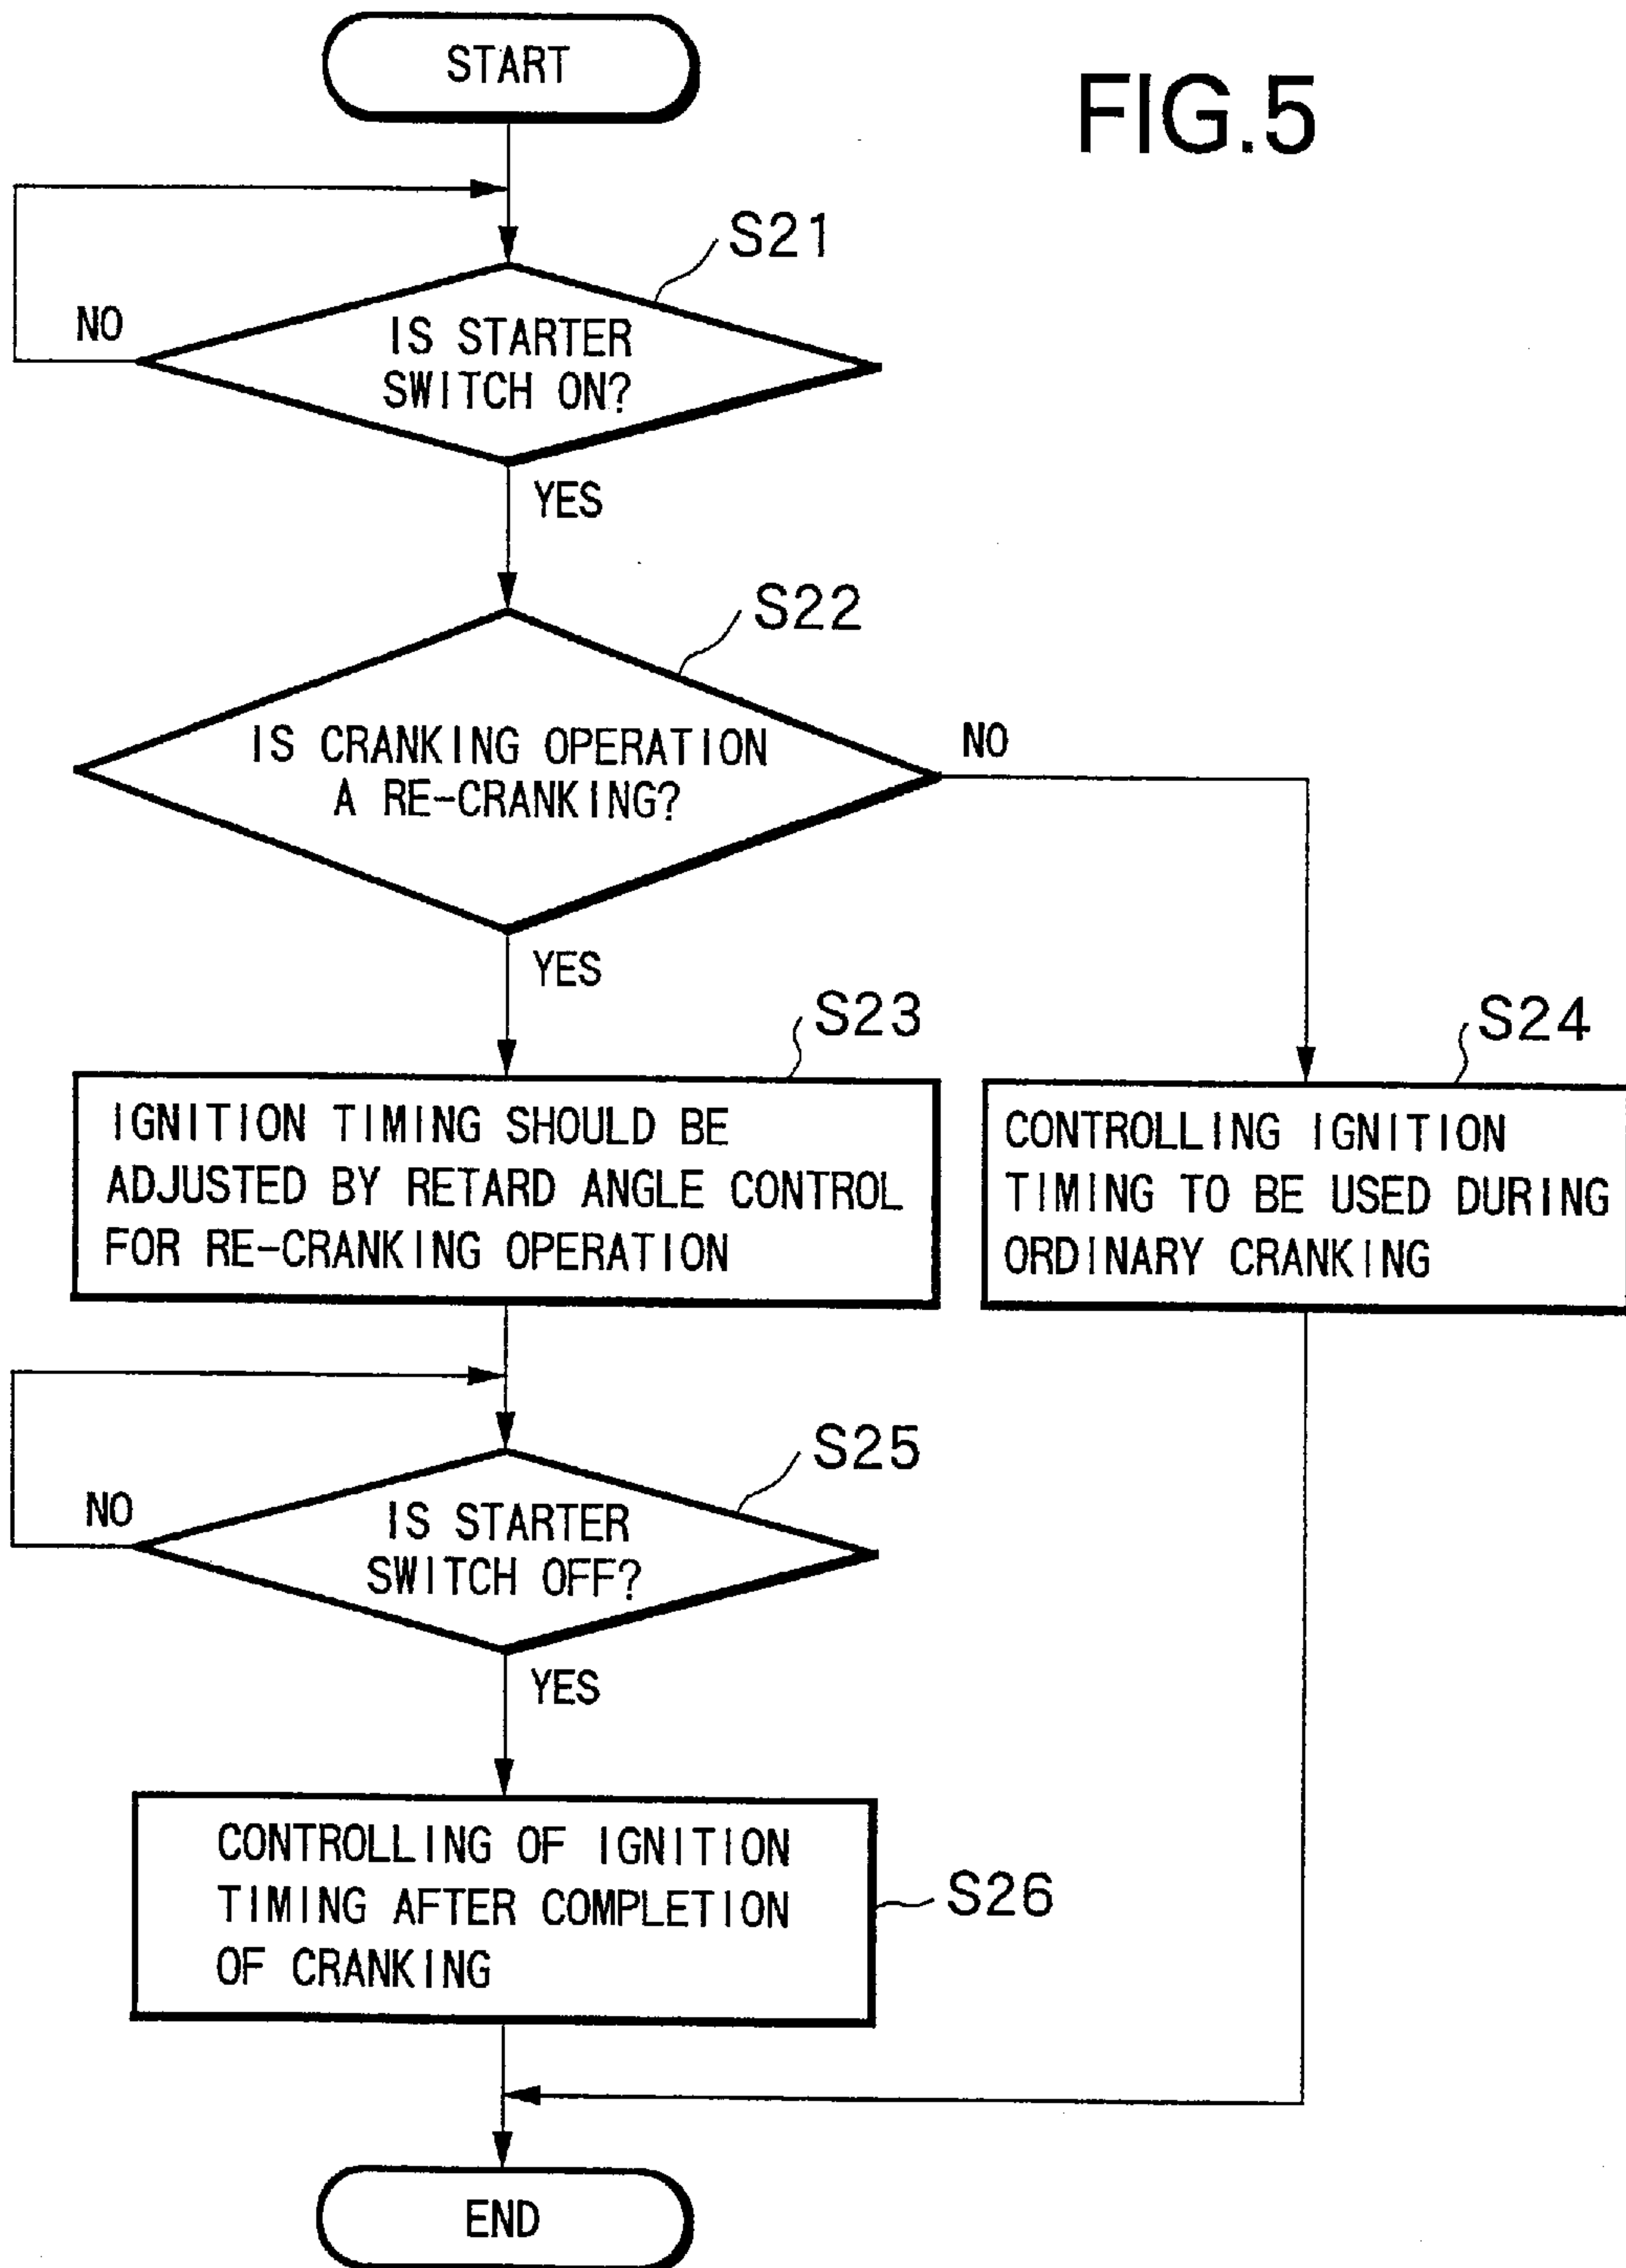 START
FIG.5
S21
NO
IS STARTER
SWITCH ON?
YES
S22
IS CRANKING OPERATION
A RE-CRANKING?
NO
YES
S23
S24
IGNITION TIMING SHOULD BE
ADJUSTED BY RETARD ANGLE CONTROL
FOR RE-CRANKING OPERATION
CONTROLLING IGNITION
TIMING TO BE USED DURING
ORDINARY CRANKING
S25
NO
IS STARTER
SWITCH OFF?
YES
CONTROLLING OF IGNITION
TIMING AFTER COMPLETION
OF CRANKING
S26
END